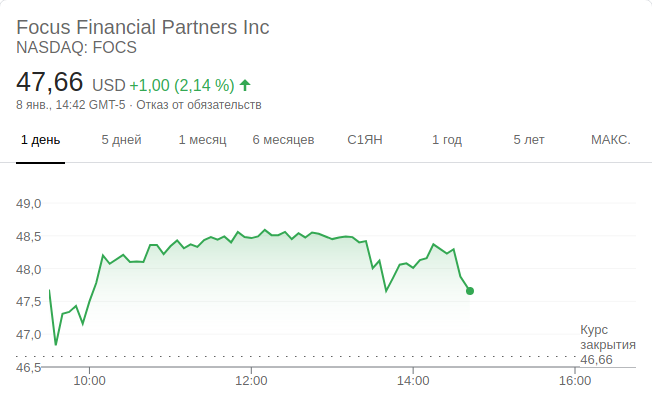 Focus Financial Partners Inc
NASDAQ: FOCS
47,66 USD +1,00 (2,14 %)
8 янв., 14:42 GMT-5 · Отказ от обязательств
1 день 5 дней 1 месяц 6 месяцев С1ЯН 1 год 5 лет МАКС.
49,0
48,5
48,0
47,5
47,0
Курс
закрытия
46,66
46,5
10:00 12:00 14:00 16:00